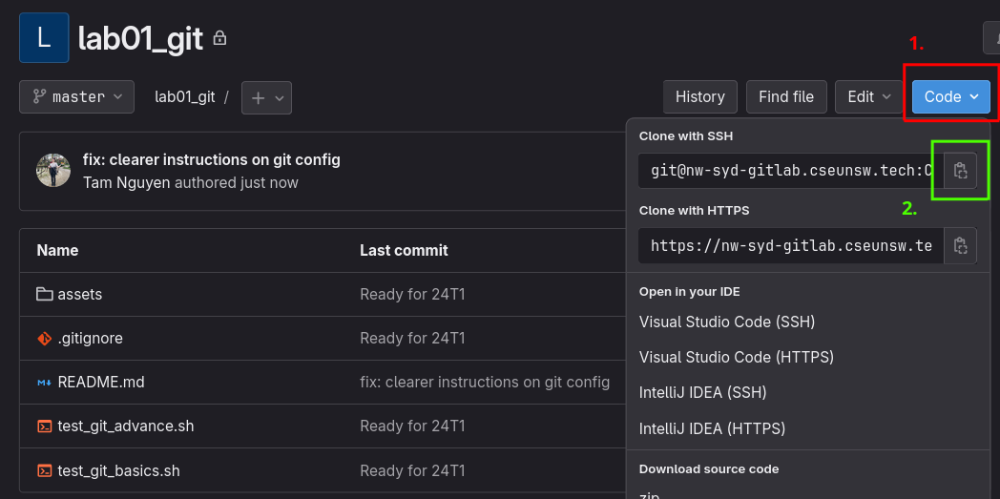 L lab01_git
1.
master lab01_git / + History Find file Edit Code
Clone with SSH
fix: clearer instructions on git config
Tam Nguyen authored just now
git@nw-syd-gitlab.cseunsw.tech:
2.
Clone with HTTPS
https://nw-syd-gitlab.cseunsw.te
Name Last commit
assets Ready for 24T1
.gitignore Ready for 24T1
README.md fix: clearer instructions on git config
test_git_advance.sh Ready for 24T1
test_git_basics.sh Ready for 24T1
Open in your IDE
Visual Studio Code (SSH)
Visual Studio Code (HTTPS)
IntelliJ IDEA (SSH)
IntelliJ IDEA (HTTPS)
Download source code
zip